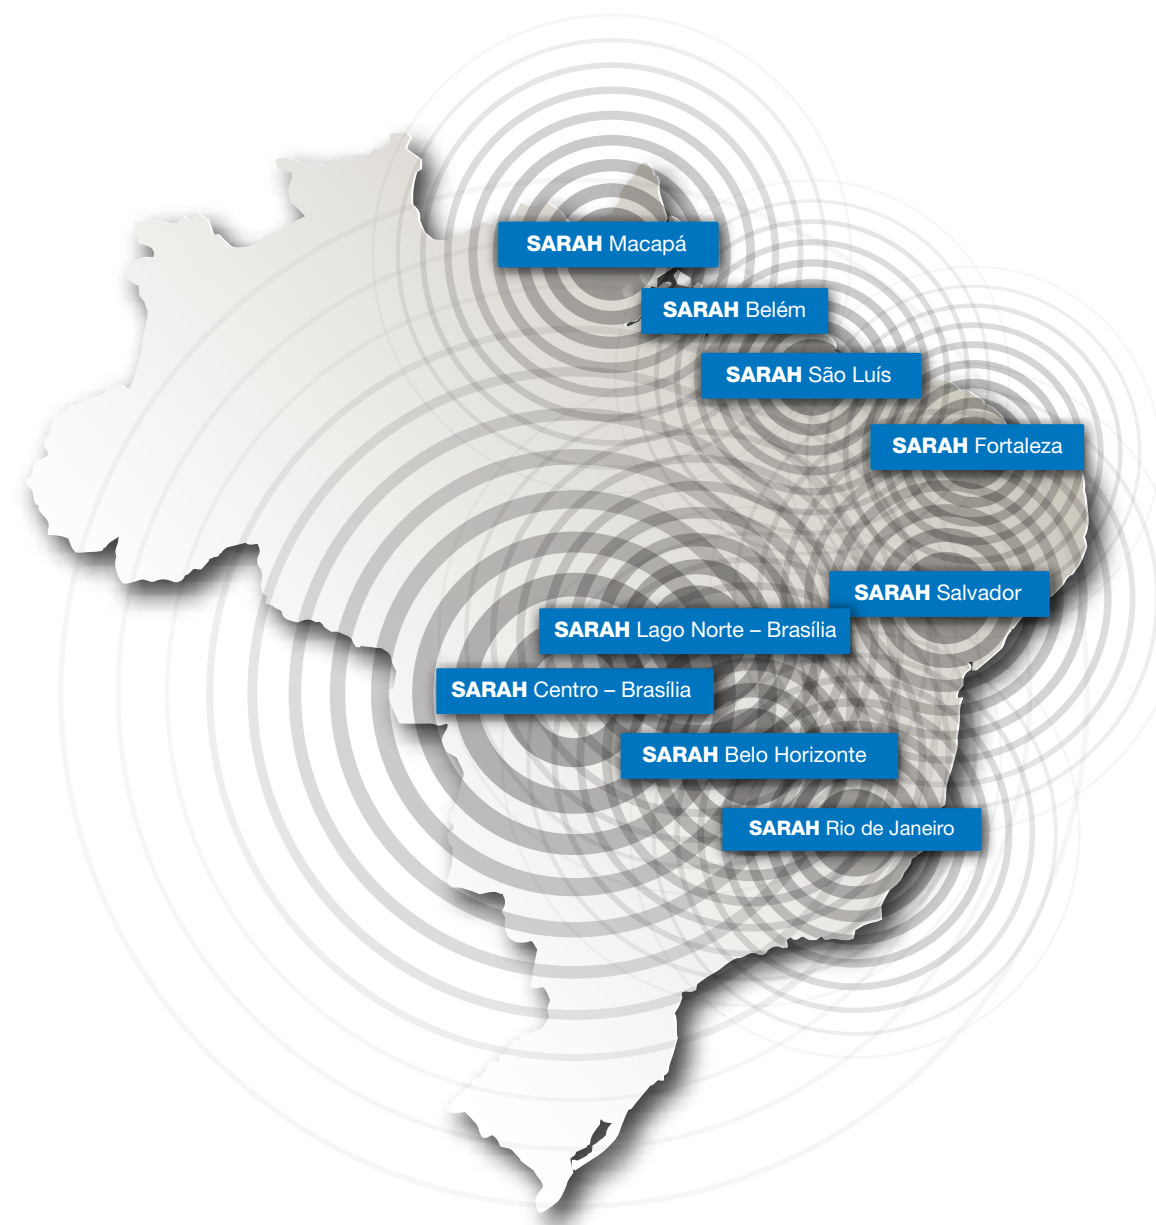 SARAH Macapá
SARAH Belém
SARAH São Luís
SARAH Fortaleza
SARAH Salvador
SARAH Lago Norte – Brasília
SARAH Centro – Brasília
SARAH Belo Horizonte
SARAH Rio de Janeiro